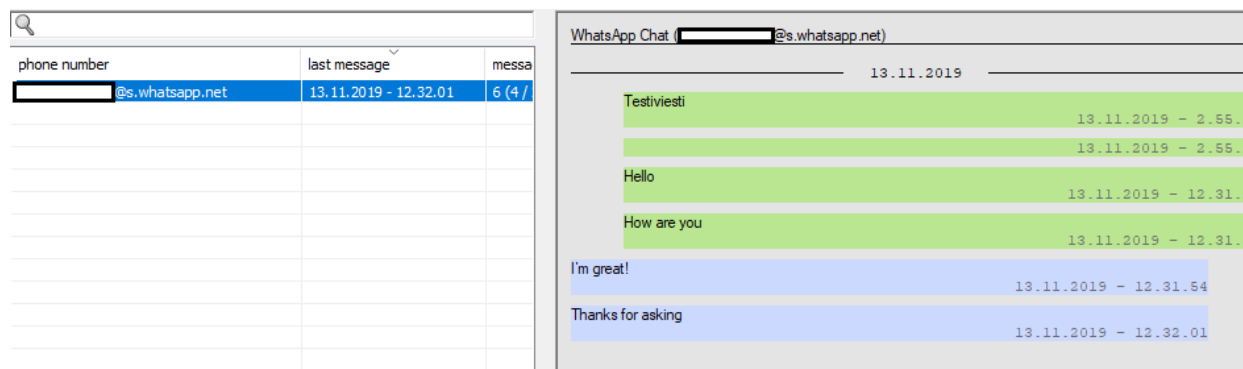 phone number last message messa
@s.whatsapp.net 13.11.2019 - 12.32.01 6 (4 /
WhatsApp Chat ( @s.whatsapp.net)
13.11.2019
Testiviesti
13.11.2019 - 2.55.
13.11.2019 - 2.55.
Hello
13.11.2019 - 12.31.
How are you
13.11.2019 - 12.31.
I'm great!
13.11.2019 - 12.31.54
Thanks for asking
13.11.2019 - 12.32.01